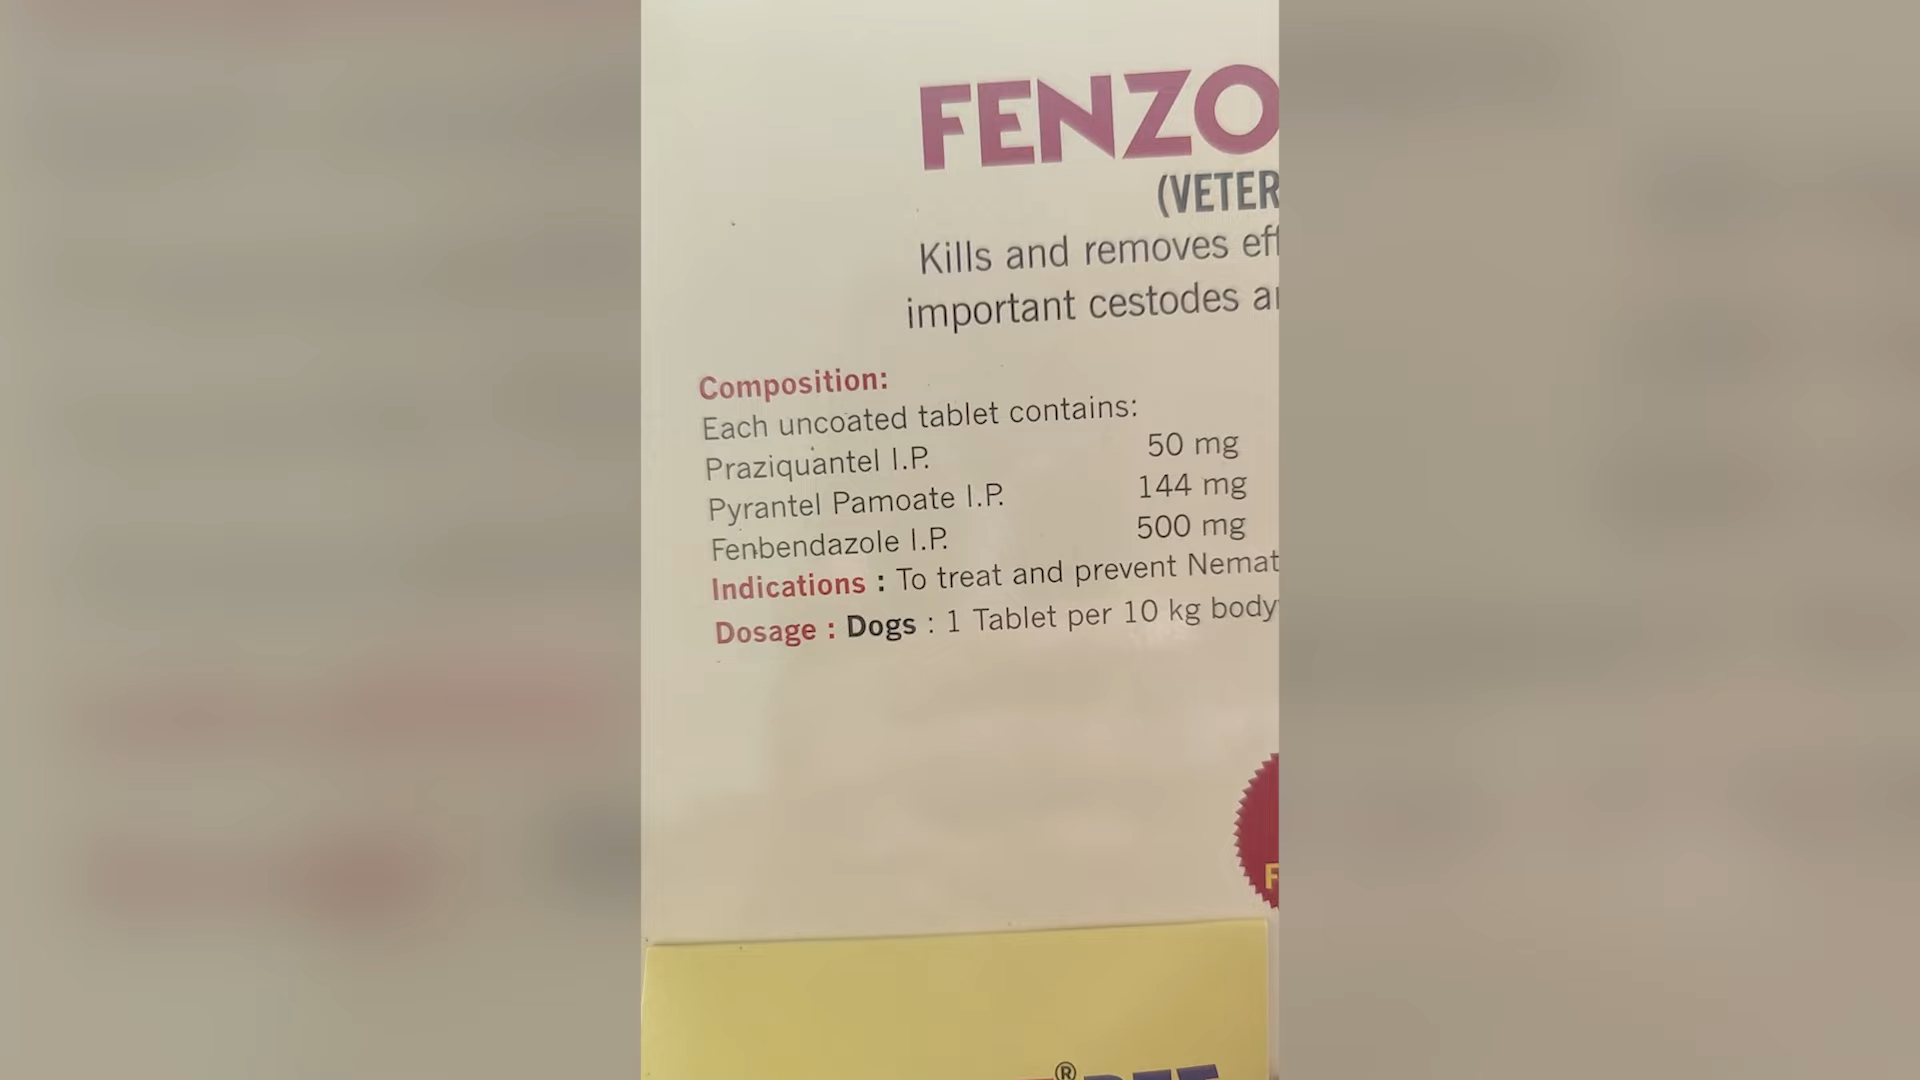 FENZO
(VETER
Kills and removes eff
important cestodes a
Composition:
Each uncoated tablet contains:
Praziquantel I.P. 50 mg
Pyrantel Pamoate I.P. 144 mg
Fenbendazole I.P. 500 mg
Indications : To treat and prevent Nemat
Dosage : Dogs : 1 Tablet per 10 kg body
F
®